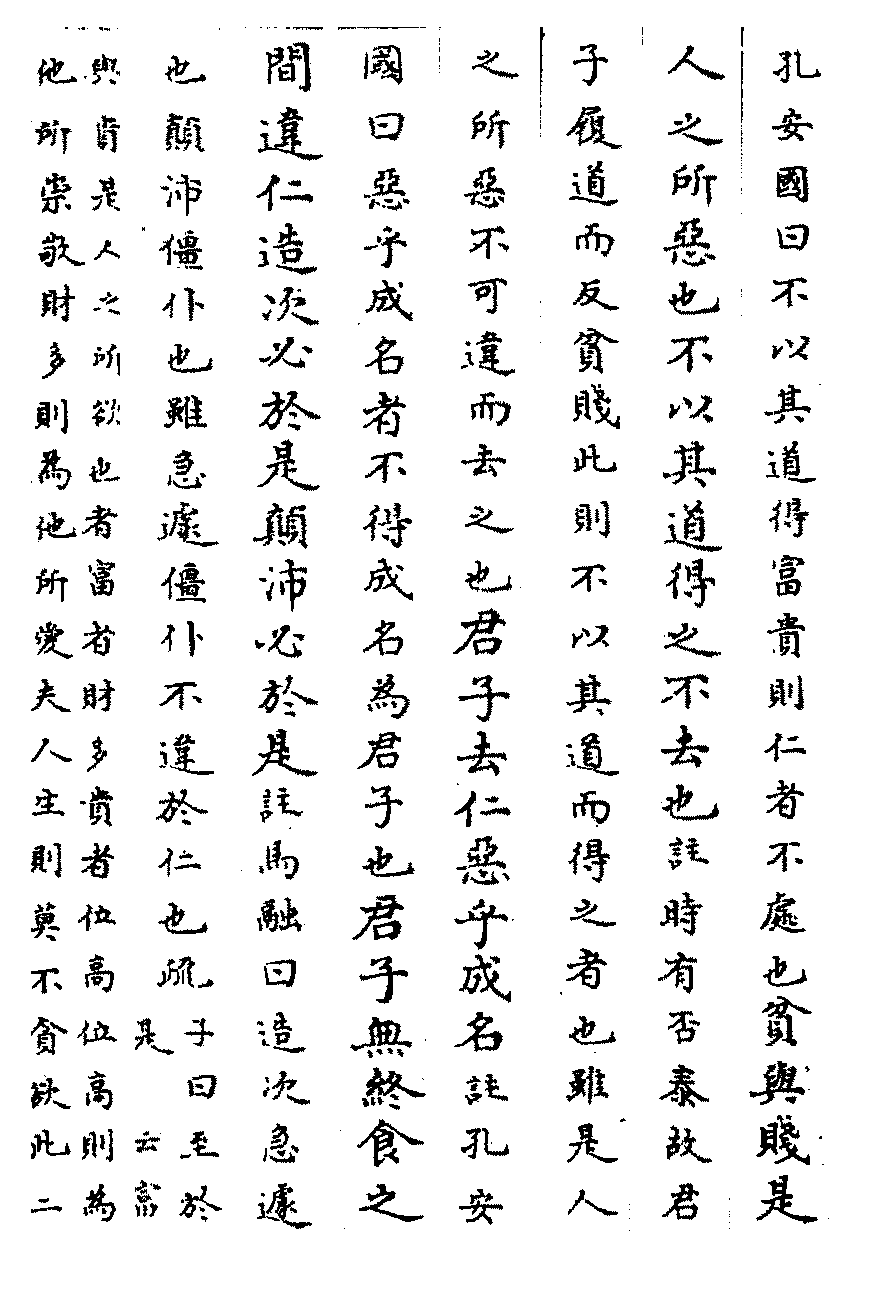 孔安國曰不以其道得富貴則仁者不處也貧與賤是
人之所惡也不以其道得之不去也註時有否泰故君
子履道而反貧賤此則不以其道而得之者也雖是人
之所惡不可違而去之也君子去仁惡乎成名註孔安
國曰惡乎成名者不得成名為君子也君子無終食之
間違仁造次必於是顛沛必於是註馬融曰造次急遽
也顛沛僵仆也雖急遽僵仆不違於仁也疏子曰至於
是 云富
與貴是人之所欲也者富者財多貴者位高位高則為
他所崇敬財多則為他所愛夫人生則莫不貪欲此二